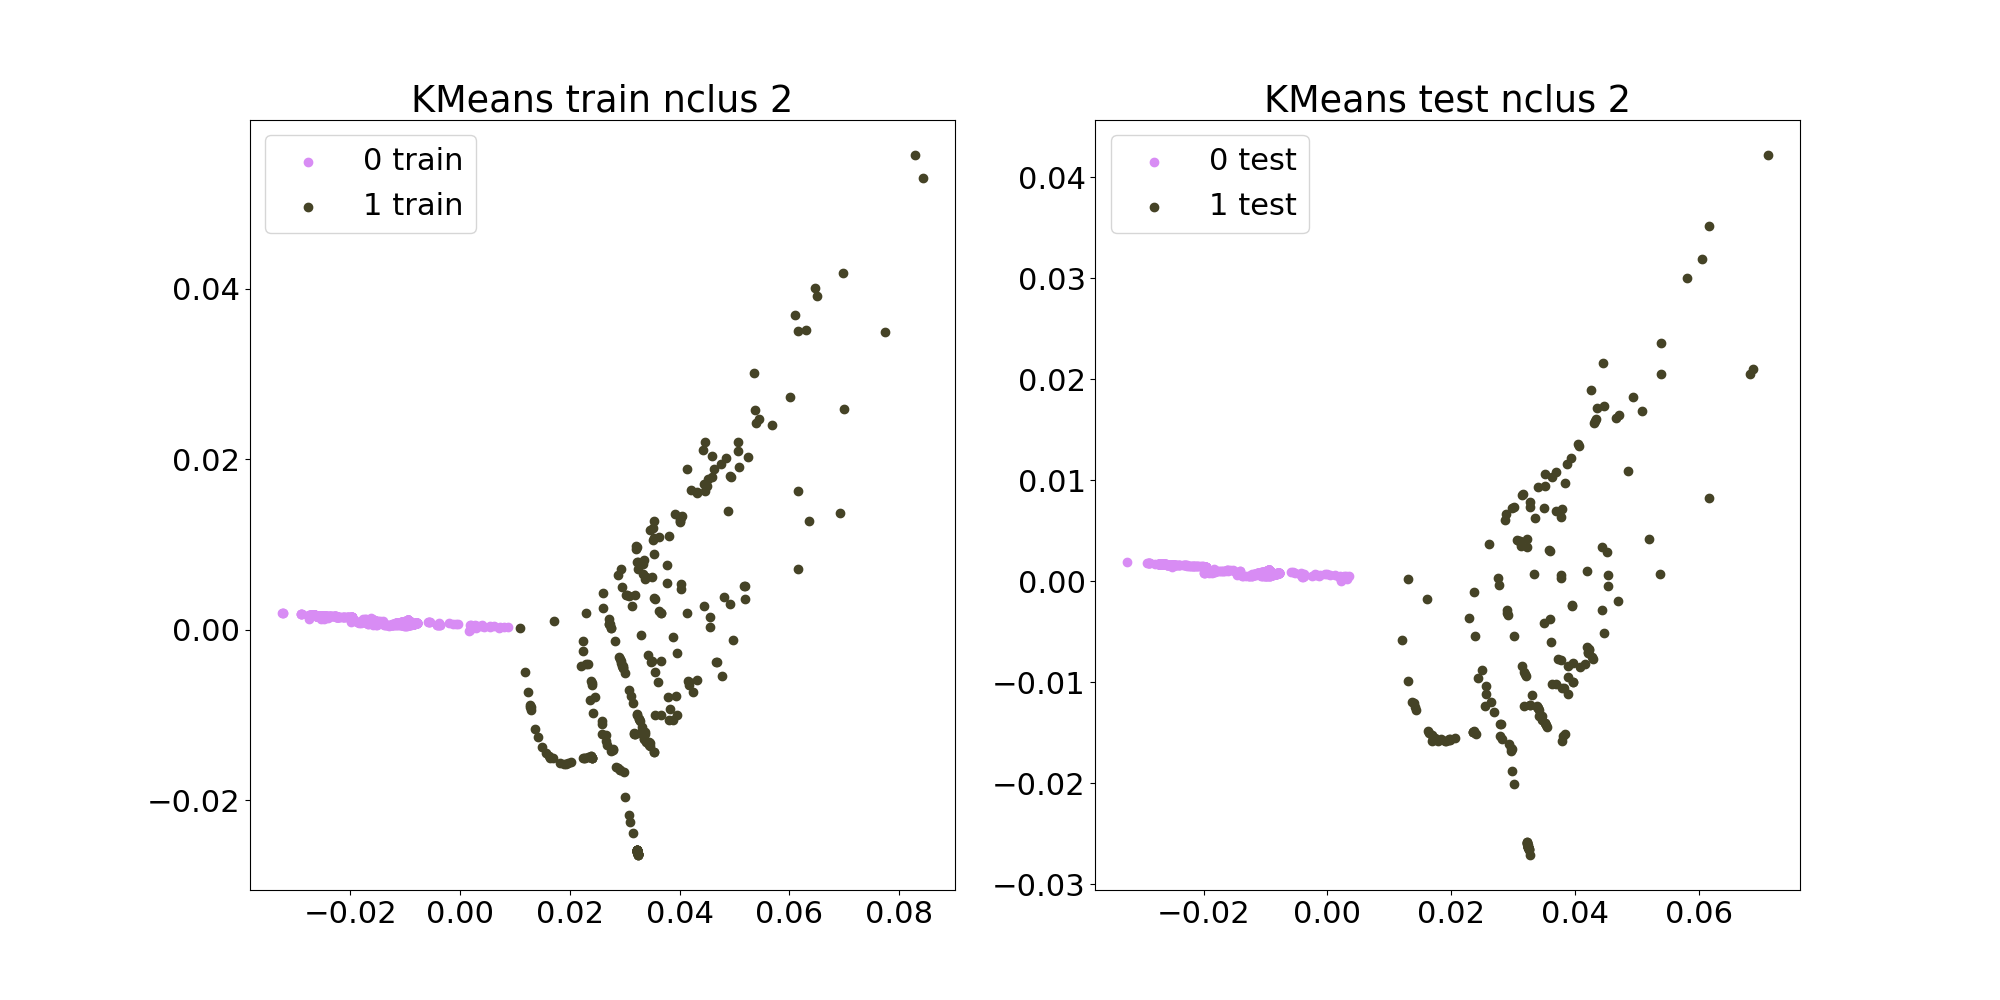 KMeans train nclus 2
0 train
1 train
0.04
0.02
0.00
−0.02
−0.02 0.00 0.02 0.04 0.06 0.08
KMeans test nclus 2
0 test
1 test
0.04
0.03
0.02
0.01
0.00
−0.01
−0.02
−0.03
−0.02 0.00 0.02 0.04 0.06